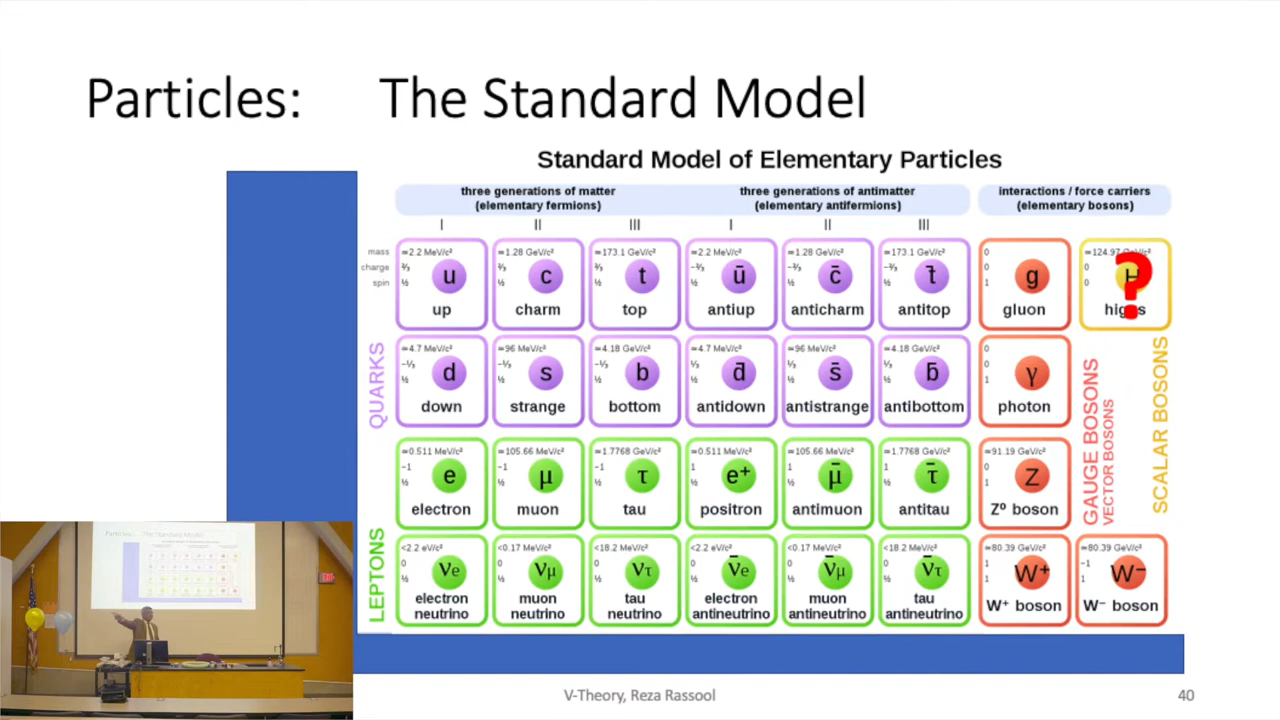 Particles: The Standard Model
Standard Model of Elementary Particles
three generations of matter
(elementary fermions)
three generations of antimatter
(elementary antifermions)
interactions / force carriers
(elementary bosons)
I II III I II III
mass
charge
spin
≃2.2 MeV/c²
⅔
½
u
up
≃1.28 GeV/c²
⅔
½
c
charm
≃173.1 GeV/c²
⅔
½
t
top
≃2.2 MeV/c²
-⅔
½
ū
antiup
≃1.28 GeV/c²
-⅔
½
c̄
anticharm
≃173.1 GeV/c²
-⅔
½
t̄
antitop
0
0
1
g
gluon
≃124.97 GeV/c²
0
0
H
?
higgs
QUARKS
≃4.7 MeV/c²
-⅓
½
d
down
≃96 MeV/c²
-⅓
½
s
strange
≃4.18 GeV/c²
-⅓
½
b
bottom
≃4.7 MeV/c²
⅓
½
d̄
antidown
≃96 MeV/c²
⅓
½
s̄
antistrange
≃4.18 GeV/c²
⅓
½
b̄
antibottom
0
0
1
γ
photon
GAUGE BOSONS
VECTOR BOSONS
SCALAR BOSONS
LEPTONS
≃0.511 MeV/c²
-1
½
e
electron
≃105.66 MeV/c²
-1
½
μ
muon
≃1.7768 GeV/c²
-1
½
τ
tau
≃0.511 MeV/c²
1
½
e⁺
positron
≃105.66 MeV/c²
1
½
μ̄
antimuon
≃1.7768 GeV/c²
1
½
τ̄
antitau
≃91.19 GeV/c²
0
1
Z
Z⁰ boson
<2.2 eV/c²
0
½
νe
electron
neutrino
<0.17 MeV/c²
0
½
νμ
muon
neutrino
<18.2 MeV/c²
0
½
ντ
tau
neutrino
<2.2 eV/c²
0
½
ν̄e
electron
antineutrino
<0.17 MeV/c²
0
½
ν̄μ
muon
antineutrino
<18.2 MeV/c²
0
½
ν̄τ
tau
antineutrino
≃80.39 GeV/c²
1
1
W⁺
W⁺ boson
≃80.39 GeV/c²
-1
1
W⁻
W⁻ boson
Particles: The Standard Model
EXIT
V-Theory, Reza Rassool
40